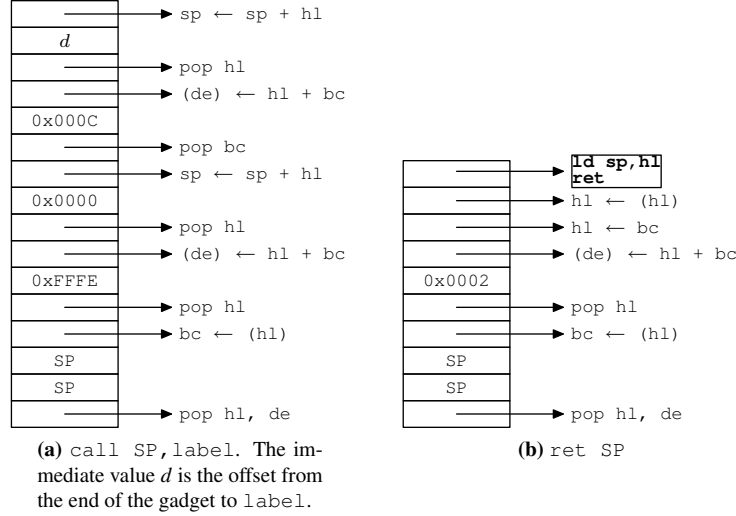 sp ← sp + hl
d
pop hl
(de) ← hl + bc
0x000C
pop bc
sp ← sp + hl
0x0000
pop hl
(de) ← hl + bc
0xFFFE
pop hl
bc ← (hl)
SP
SP
pop hl, de
(a) call SP,label. The im-
mediate value d is the offset from
the end of the gadget to label.
ld sp,hl
ret
hl ← (hl)
hl ← bc
(de) ← hl + bc
0x0002
pop hl
bc ← (hl)
SP
SP
pop hl, de
(b) ret SP